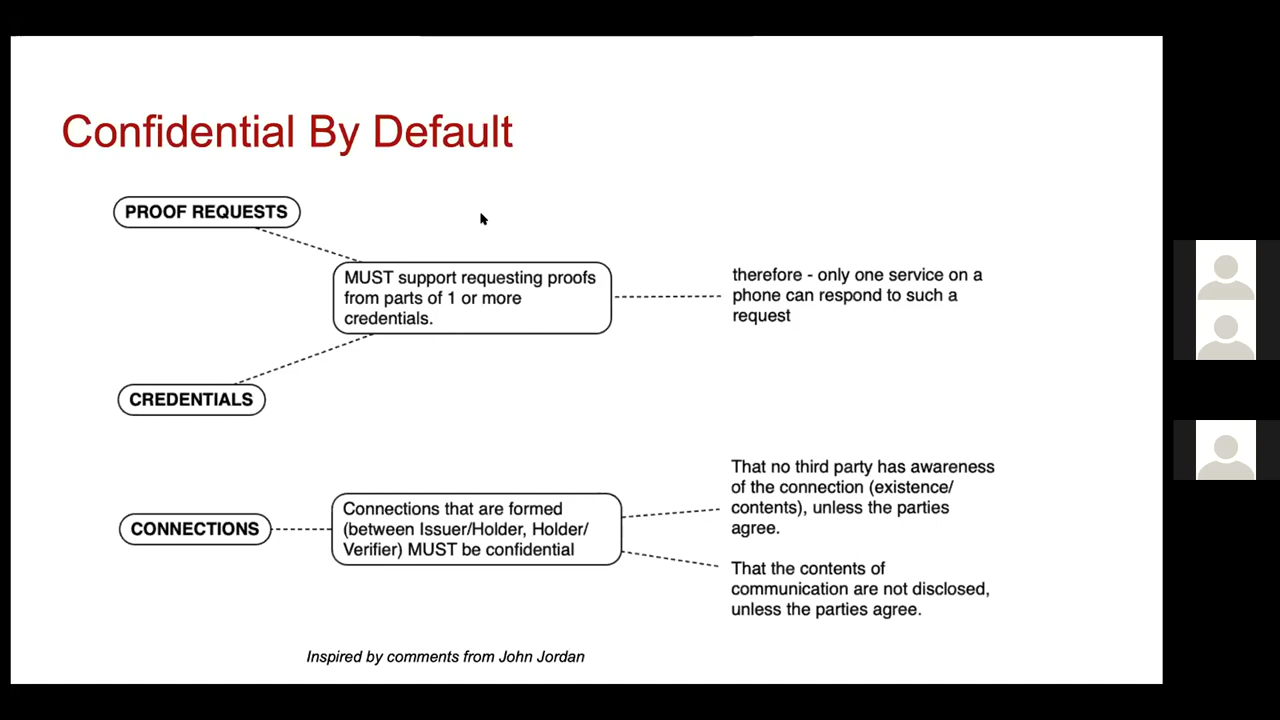 Confidential By Default
PROOF REQUESTS
MUST support requesting proofs
from parts of 1 or more
credentials.
therefore - only one service on a
phone can respond to such a
request
CREDENTIALS
CONNECTIONS
Connections that are formed
(between Issuer/Holder, Holder/
Verifier) MUST be confidential
That no third party has awareness
of the connection (existence/
contents), unless the parties
agree.
That the contents of
communication are not disclosed,
unless the parties agree.
Inspired by comments from John Jordan